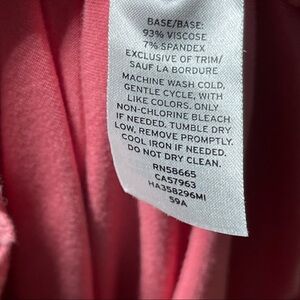 BASE/BASE:
93% VISCOSE
7% SPANDEX
EXCLUSIVE OF TRIM/
SAUF LA BORDURE
MACHINE WASH COLD,
GENTLE CYCLE, WITH
LIKE COLORS. ONLY
NON-CHLORINE BLEACH
IF NEEDED. TUMBLE DRY
LOW, REMOVE PROMPTLY.
COOL IRON IF NEEDED.
DO NOT DRY CLEAN.
RN58665
CA57963
HA358296MI
59A